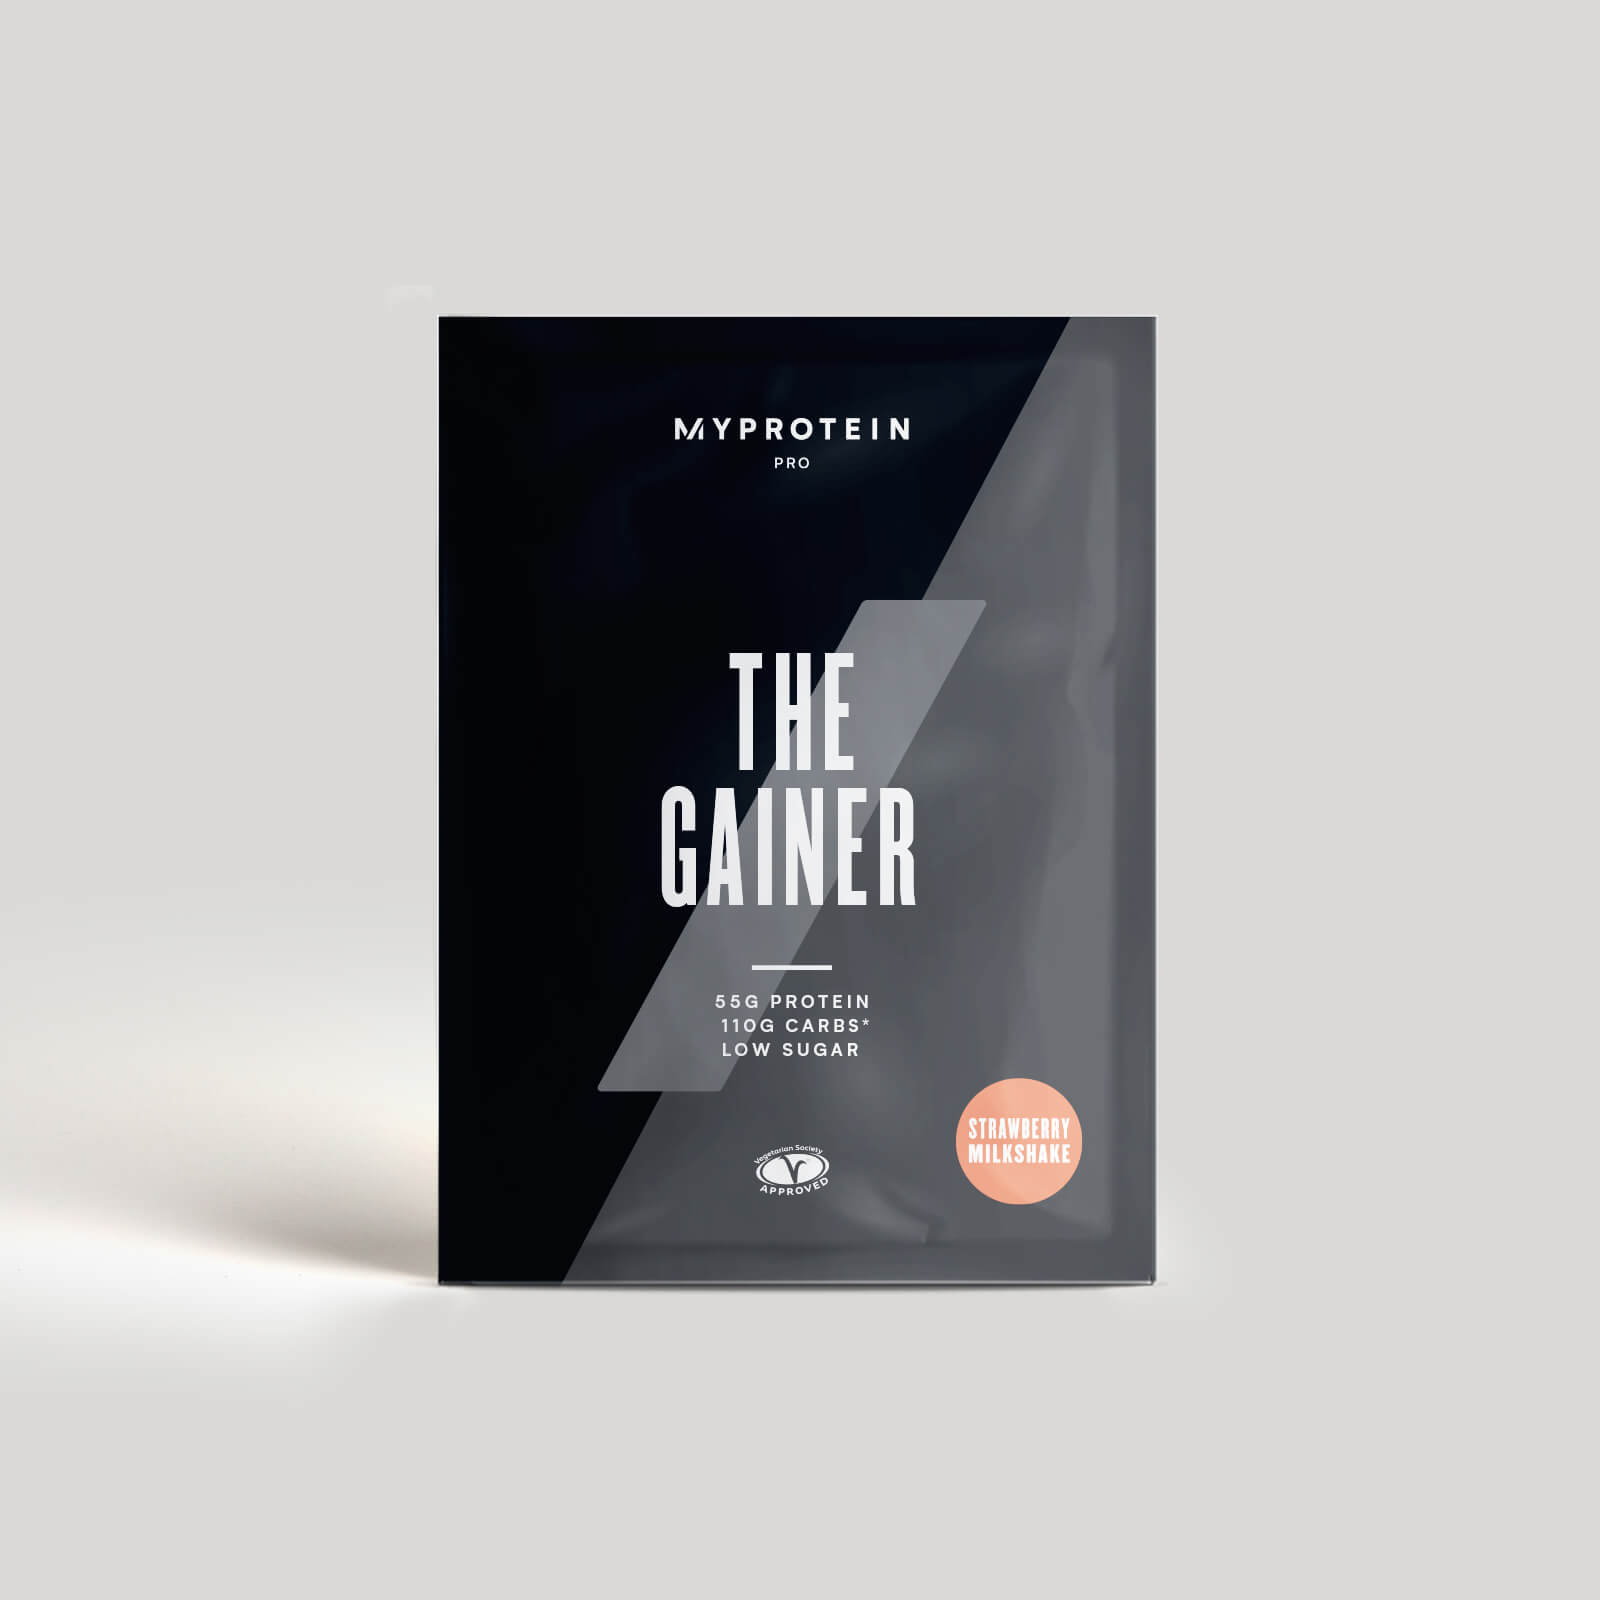 MYPROTEIN
PRO
THE
GAINER
55G PROTEIN
110G CARBS*
LOW SUGAR
Vegetarian Society
APPROVED
STRAWBERRY
MILKSHAKE